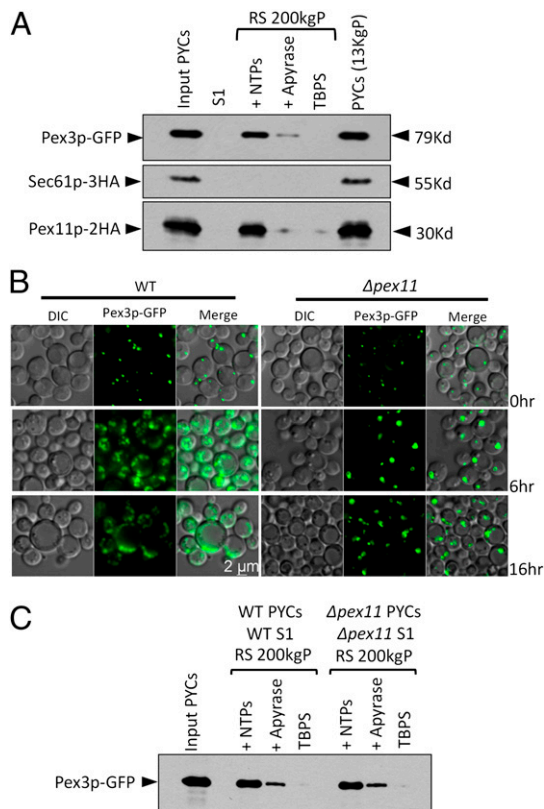 A
RS 200kgP
Input PYCs
S1
+ NTPs
+ Apyrase
TBPS
PYCs (13KgP)
Pex3p-GFP
79Kd
Sec61p-3HA
55Kd
Pex11p-2HA
30Kd
B
WT
Δpex11
DIC Pex3p-GFP Merge DIC Pex3p-GFP Merge
0hr
6hr
2 µm
16hr
C
WT PYCs
WT S1
RS 200kgP
Δpex11 PYCs
Δpex11 S1
RS 200kgP
Input PYCs
+ NTPs
+ Apyrase
TBPS
+ NTPs
+ Apyrase
TBPS
Pex3p-GFP